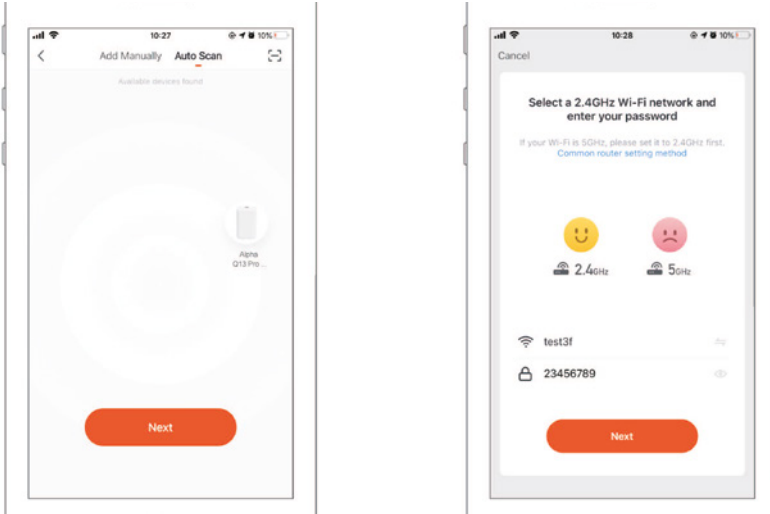 10:27
10%
Add Manually Auto Scan
Available devices found
Alpha
Q13 Pro...
Next
10:28
10%
Cancel
Select a 2.4GHz Wi-Fi network and
enter your password
If your Wi-Fi is 5GHz, please set it to 2.4GHz first.
Common router setting method
2.4GHz
5GHz
test3f
23456789
Next